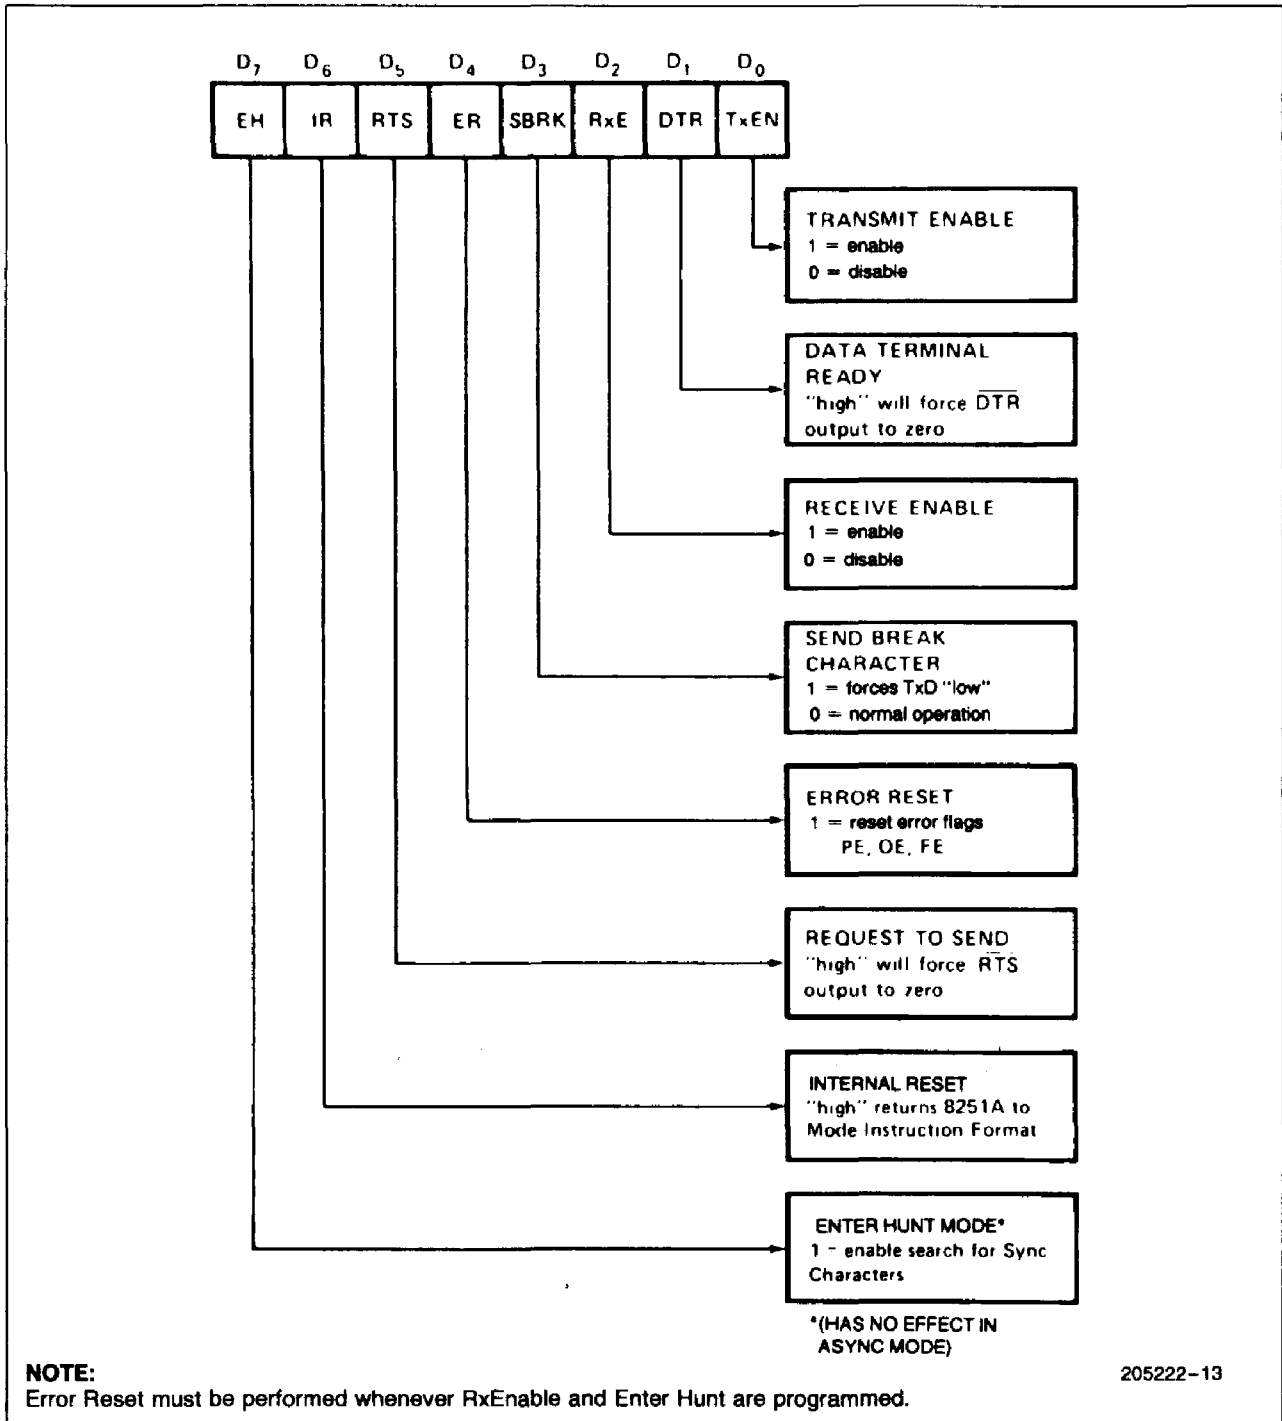 D7 D6 D5 D4 D3 D2 D1 D0
EH IR RTS ER SBRK RxE DTR TxEN
TRANSMIT ENABLE
1 = enable
0 = disable
DATA TERMINAL
READY
"high" will force D̅T̅R̅
output to zero
RECEIVE ENABLE
1 = enable
0 = disable
SEND BREAK
CHARACTER
1 = forces TxD "low"
0 = normal operation
ERROR RESET
1 = reset error flags
PE, OE, FE
REQUEST TO SEND
"high" will force R̅T̅S̅
output to zero
INTERNAL RESET
"high" returns 8251A to
Mode Instruction Format
ENTER HUNT MODE*
1 = enable search for Sync
Characters
*(HAS NO EFFECT IN
ASYNC MODE)
NOTE:
205222-13
Error Reset must be performed whenever RxEnable and Enter Hunt are programmed.